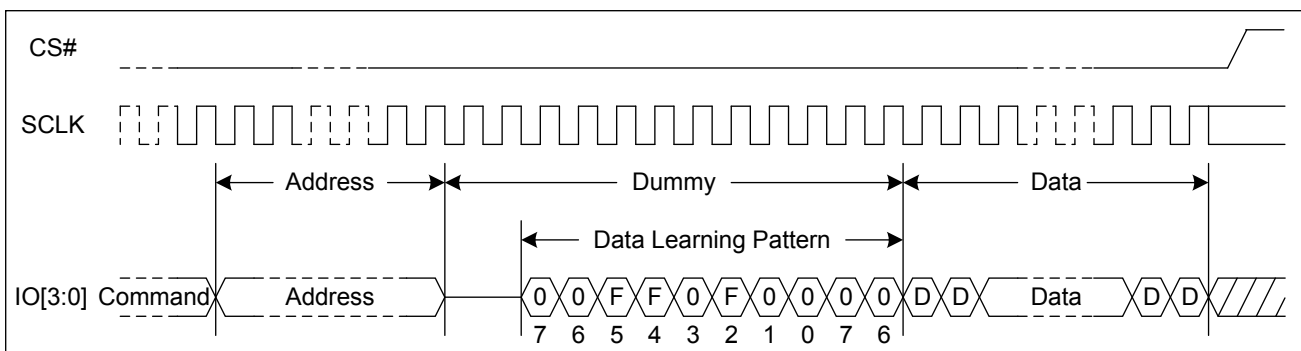 CS#
SCLK
Address Dummy Data
Data Learning Pattern
IO[3:0] Command Address 0 0 F F 0 F 0 0 0 0 D D Data D D
7 6 5 4 3 2 1 0 7 6